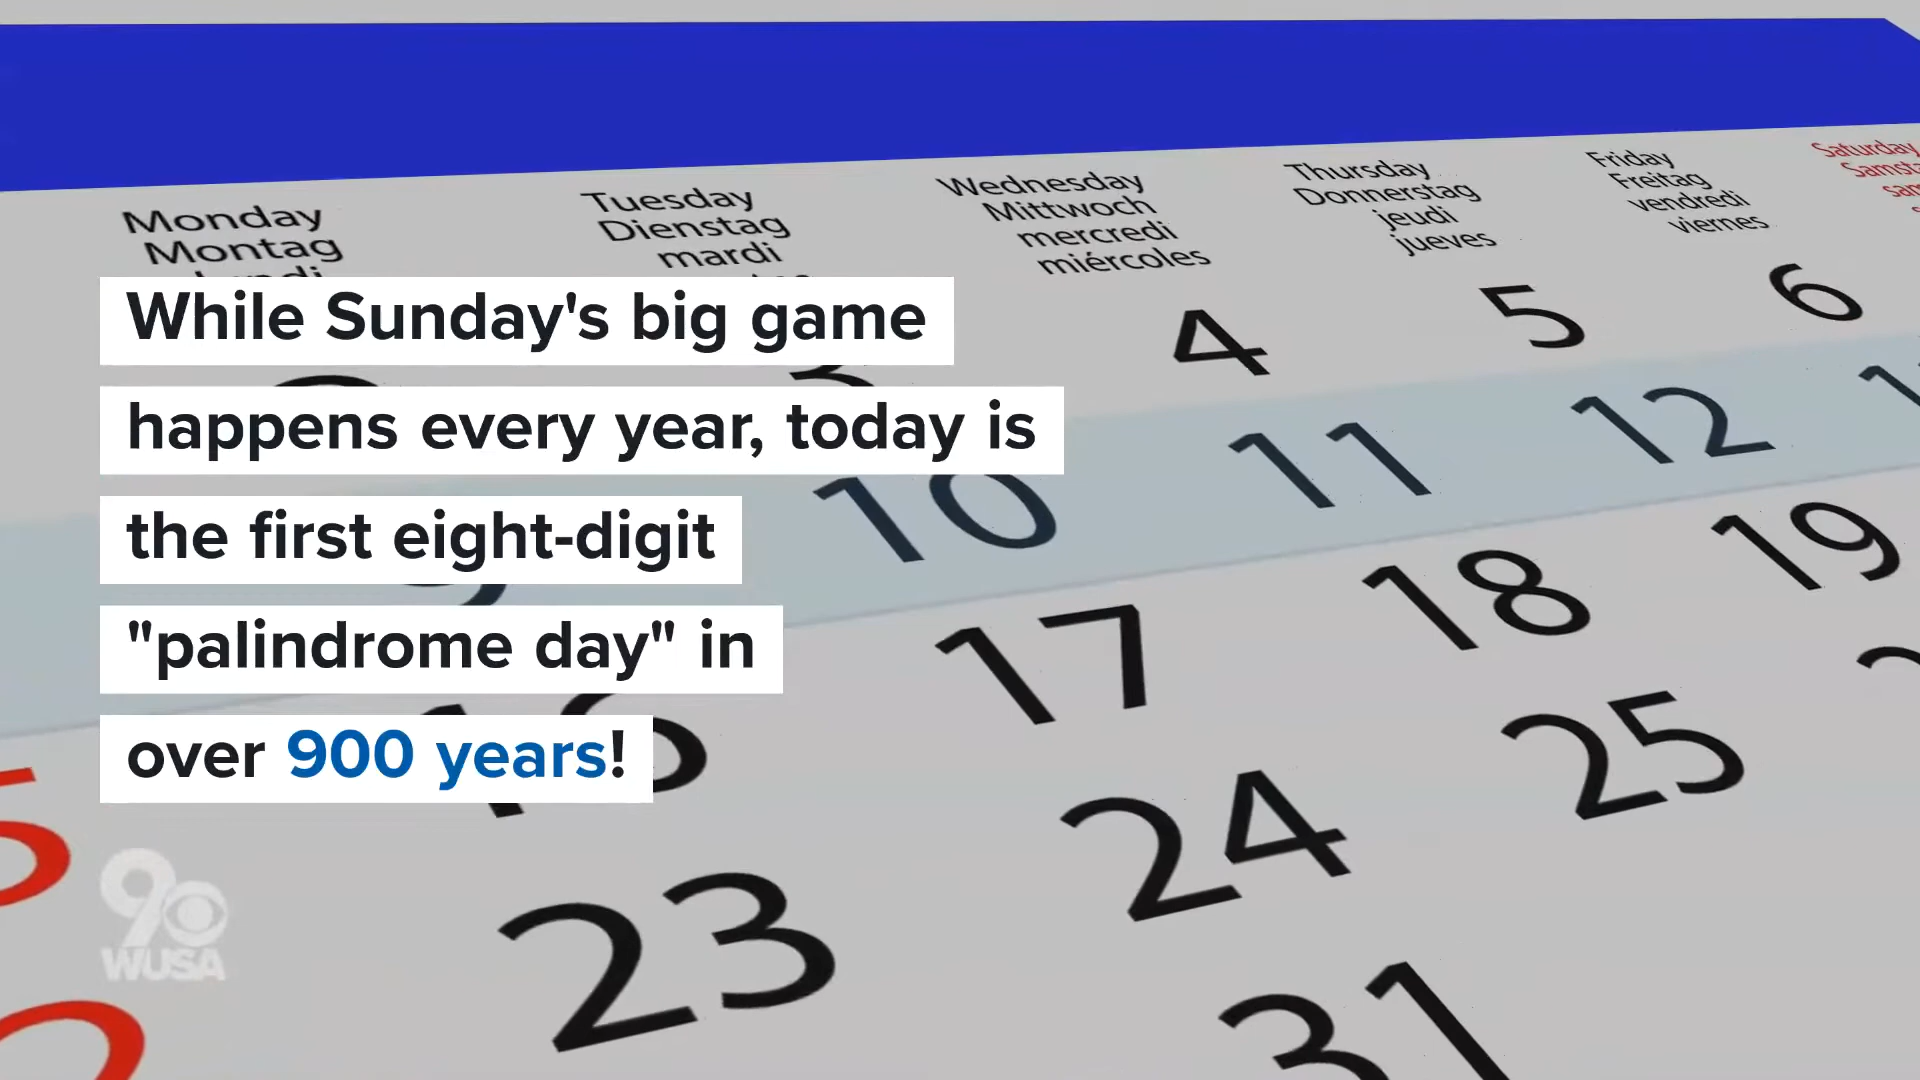 Monday
Montag
Tuesday
Dienstag
mardi
Wednesday
Mittwoch
mercredi
miércoles
Thursday
Donnerstag
jeudi
jueves
Friday
Freitag
vendredi
viernes
Saturday
While Sunday's big game
happens every year, today is
the first eight-digit
"palindrome day" in
over 900 years!
4 5 6
10 11 12
17 18 19
23 24 25
31
9
WUSA